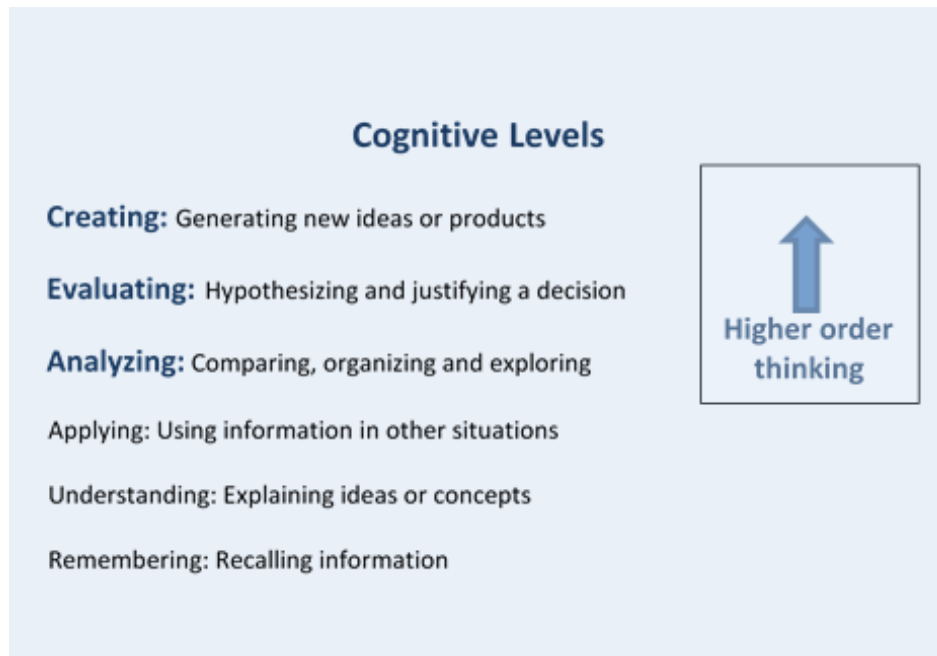 Cognitive Levels
Creating: Generating new ideas or products
Evaluating: Hypothesizing and justifying a decision
Analyzing: Comparing, organizing and exploring
Applying: Using information in other situations
Understanding: Explaining ideas or concepts
Remembering: Recalling information
Higher order
thinking